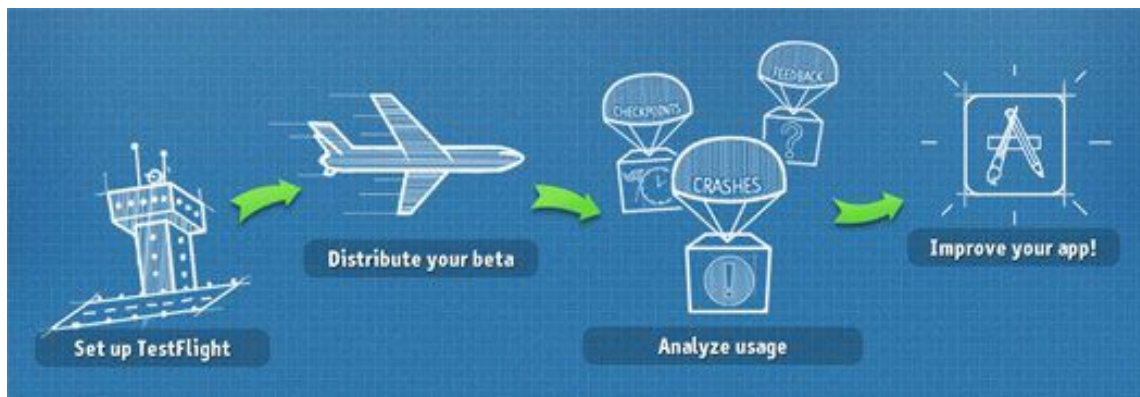 Set up TestFlight
Distribute your beta
CHECKPOINTS
FEEDBACK
CRASHES
Analyze usage
Improve your app!